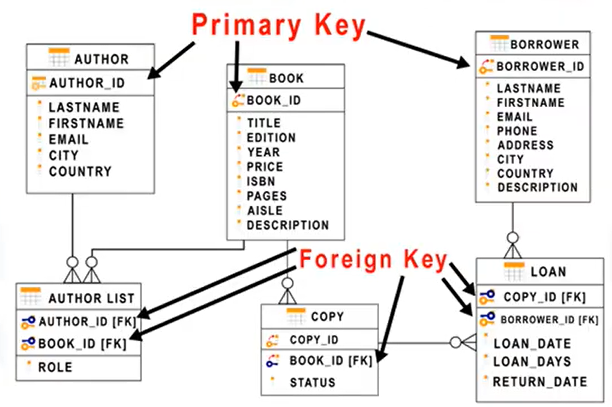 Primary Key
AUTHOR
AUTHOR_ID
LASTNAME
FIRSTNAME
EMAIL
CITY
COUNTRY
BOOK
BOOK_ID
TITLE
EDITION
YEAR
PRICE
ISBN
PAGES
AISLE
DESCRIPTION
BORROWER
BORROWER_ID
LASTNAME
FIRSTNAME
EMAIL
PHONE
ADDRESS
CITY
COUNTRY
DESCRIPTION
Foreign Key
AUTHOR LIST
AUTHOR_ID [FK]
BOOK_ID [FK]
ROLE
COPY
COPY_ID
BOOK_ID [FK]
STATUS
LOAN
COPY_ID [FK]
BORROWER_ID [FK]
LOAN_DATE
LOAN_DAYS
RETURN_DATE